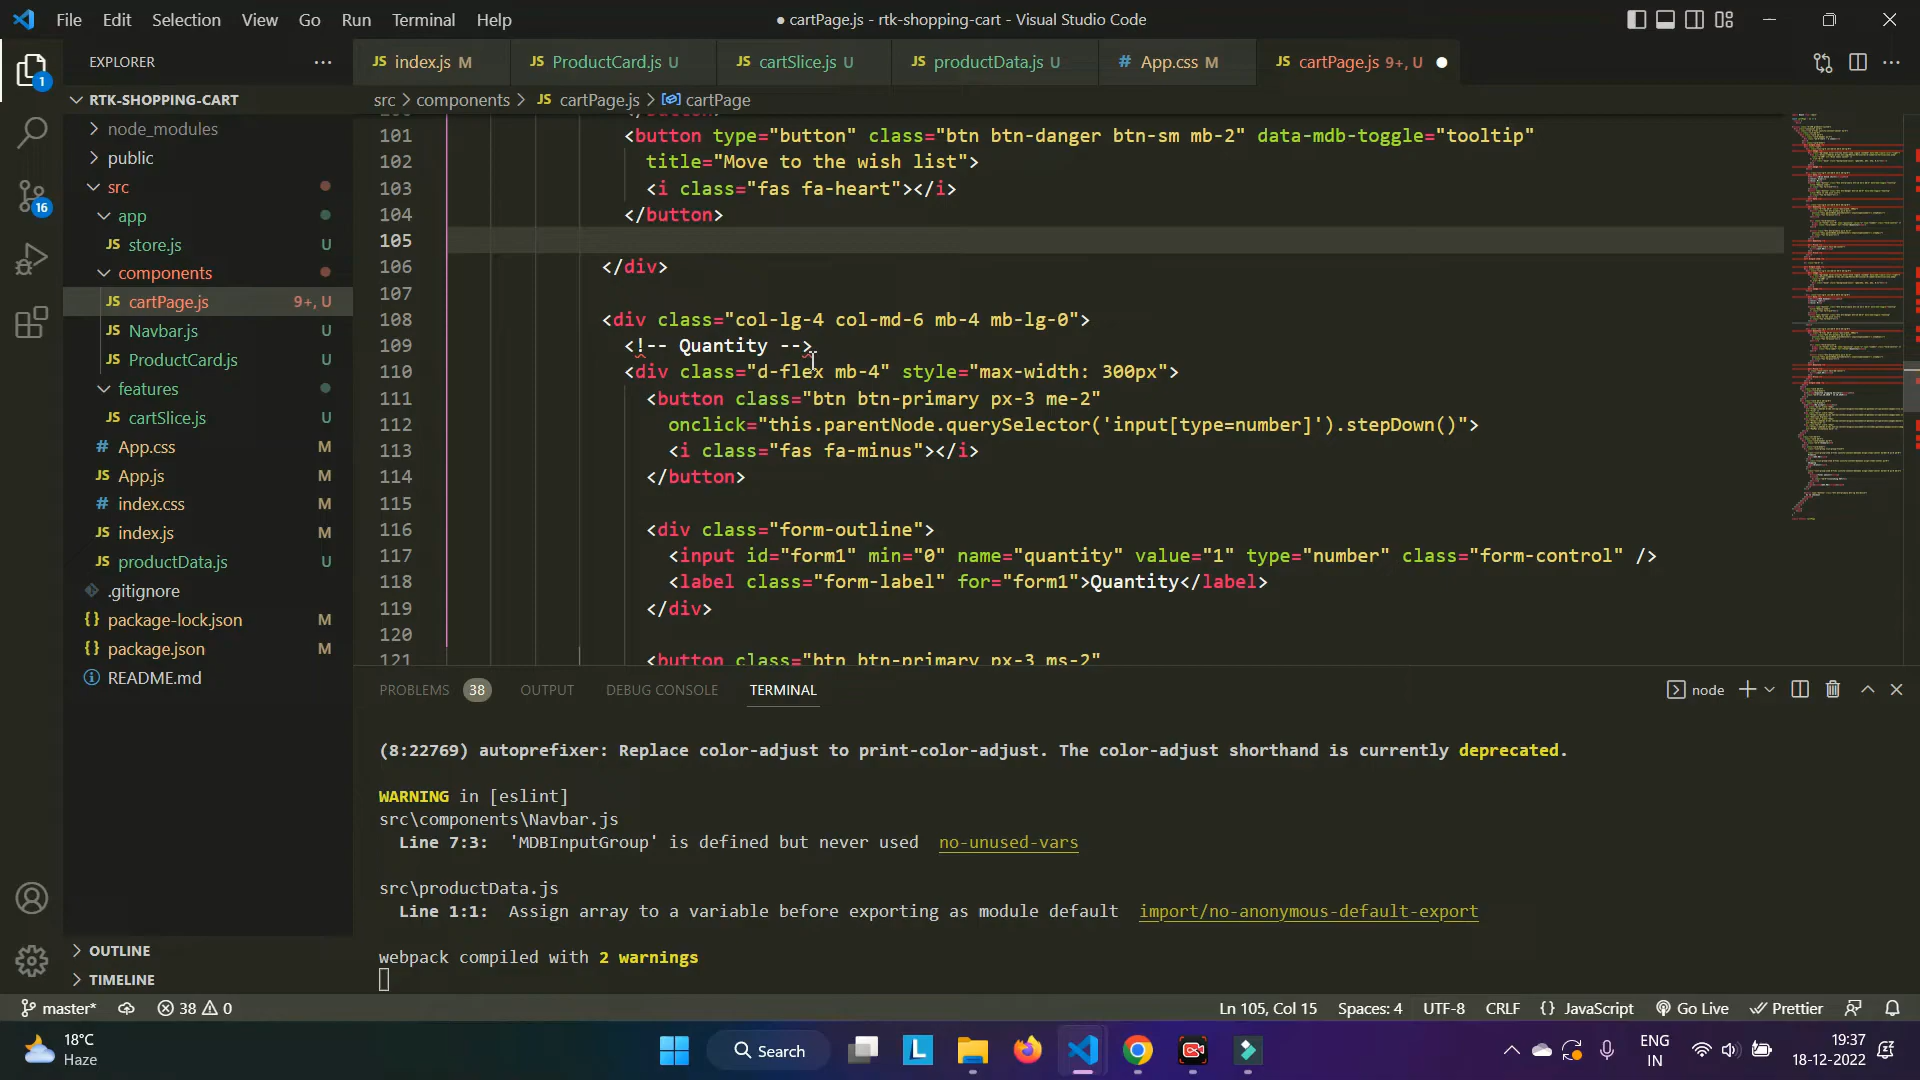 File Edit Selection View Go Run Terminal Help
● cartPage.js - rtk-shopping-cart - Visual Studio Code
EXPLORER
JS index.js M
JS ProductCard.js U
JS cartSlice.js U
JS productData.js U
# App.css M
JS cartPage.js 9+, U
src > components > JS cartPage.js > cartPage
1
16
RTK-SHOPPING-CART
node_modules
public
src
app
JS store.js U
components
JS cartPage.js 9+, U
JS Navbar.js U
JS ProductCard.js U
features
JS cartSlice.js U
# App.css M
JS App.js M
# index.css M
JS index.js M
JS productData.js U
.gitignore
{} package-lock.json M
{} package.json M
README.md
OUTLINE
TIMELINE
101 <button type="button" class="btn btn-danger btn-sm mb-2" data-mdb-toggle="tooltip"
102 title="Move to the wish list">
103 <i class="fas fa-heart"></i>
104 </button>
105
106 </div>
107
108 <div class="col-lg-4 col-md-6 mb-4 mb-lg-0">
109 <!-- Quantity -->
110 <div class="d-flex mb-4" style="max-width: 300px">
111 <button class="btn btn-primary px-3 me-2"
112 onclick="this.parentNode.querySelector('input[type=number]').stepDown()">
113 <i class="fas fa-minus"></i>
114 </button>
115
116 <div class="form-outline">
117 <input id="form1" min="0" name="quantity" value="1" type="number" class="form-control" />
118 <label class="form-label" for="form1">Quantity</label>
119 </div>
120
121 <button class="btn btn-primary px-3 ms-2"
PROBLEMS 38 OUTPUT DEBUG CONSOLE TERMINAL
node
(8:22769) autoprefixer: Replace color-adjust to print-color-adjust. The color-adjust shorthand is currently deprecated.
WARNING in [eslint]
src\components\Navbar.js
Line 7:3: 'MDBInputGroup' is defined but never used no-unused-vars
src\productData.js
Line 1:1: Assign array to a variable before exporting as module default import/no-anonymous-default-export
webpack compiled with 2 warnings
master* 38 0
Ln 105, Col 15 Spaces: 4 UTF-8 CRLF {} JavaScript Go Live Prettier
18°C
Haze
Search
L
ENG
IN
19:37
18-12-2022